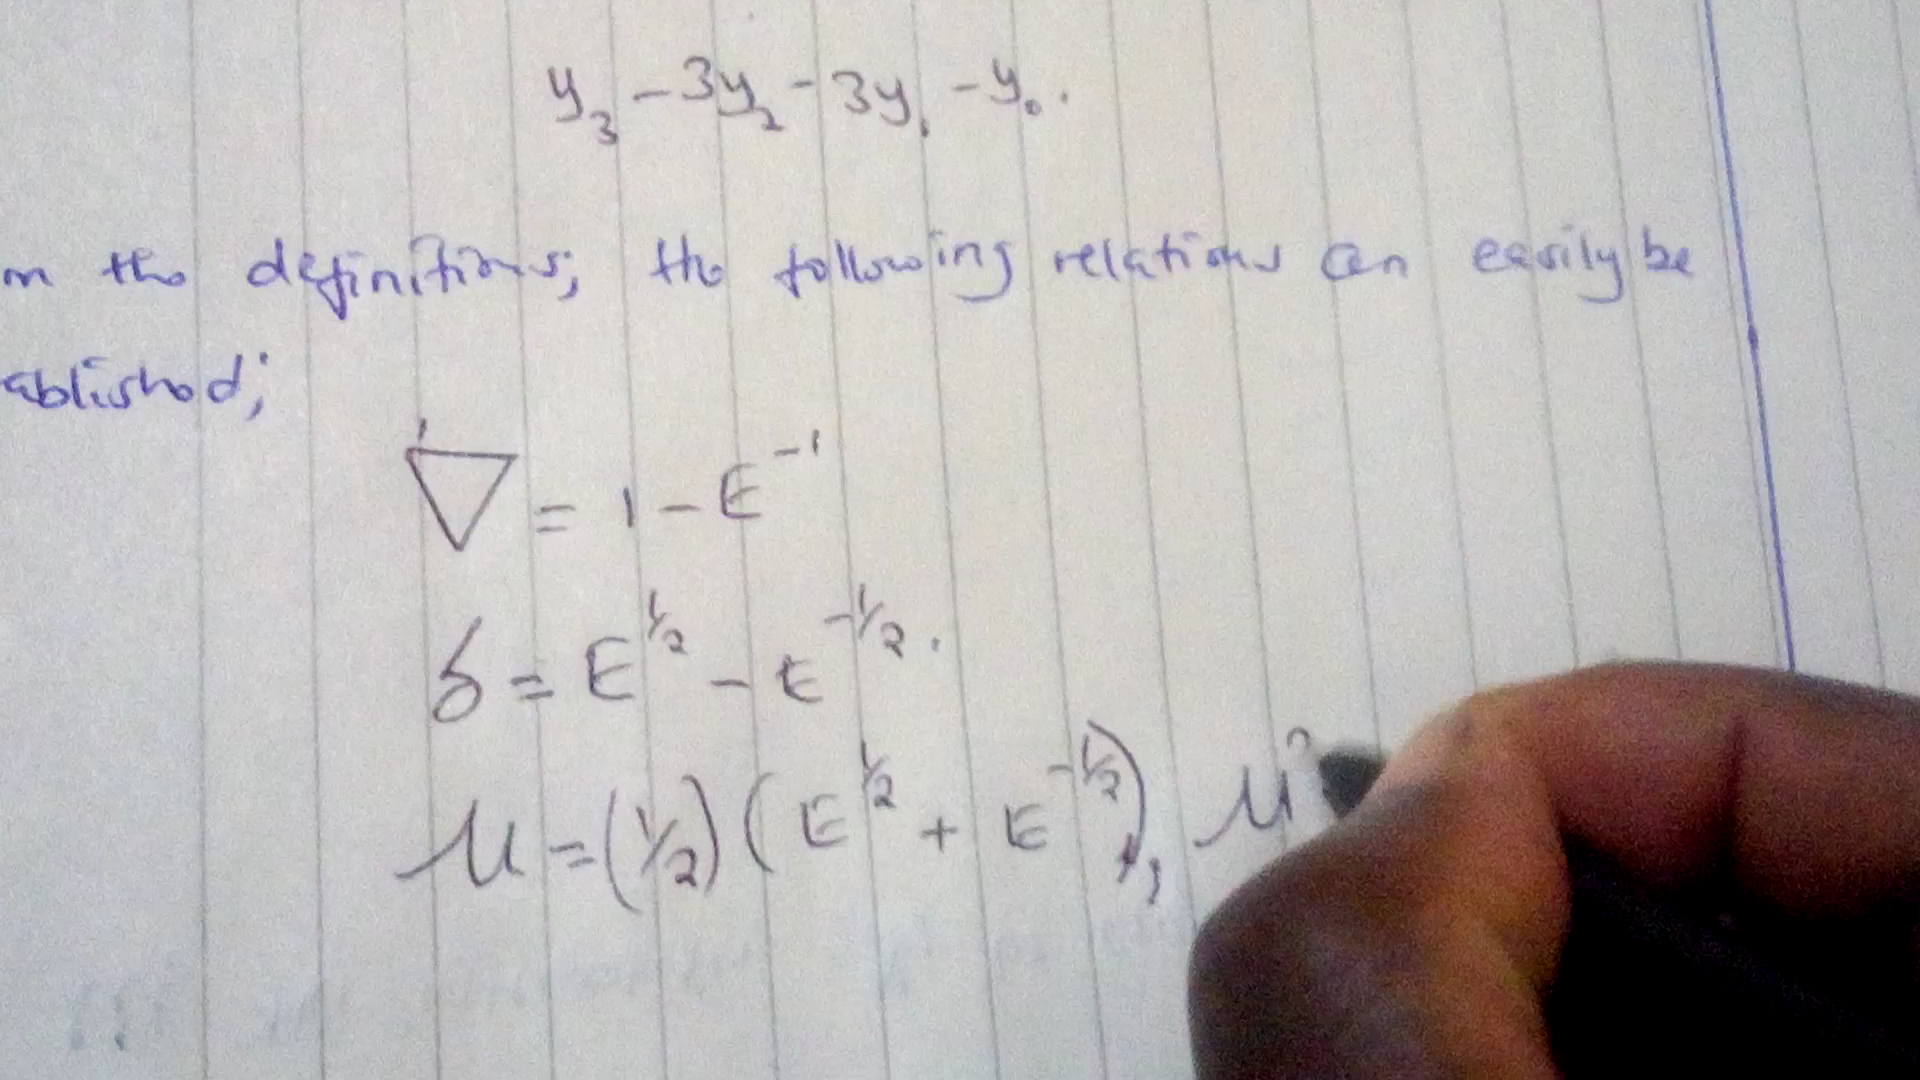 y₃ - 3y₂ - 3y₁ - y₀.
m the definitions; the following relations can easily be
ablished;
∇ = 1 - E⁻¹
δ = E^{1/2} - E^{-1/2}.
μ = (1/2)(E^{1/2} + E^{-1/2}), μ²